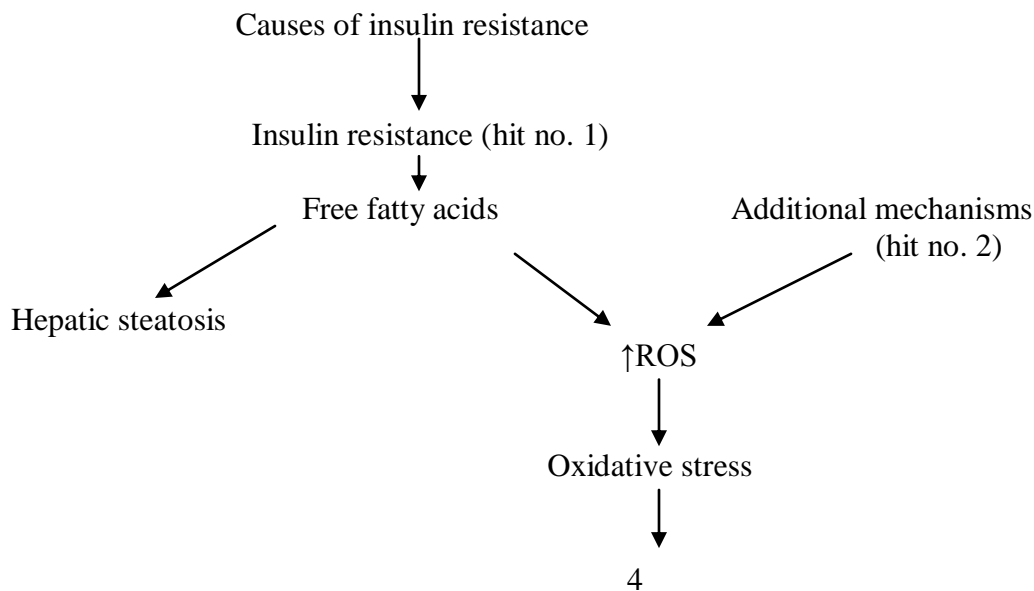 Causes of insulin resistance
Insulin resistance (hit no. 1)
Free fatty acids
Additional mechanisms
(hit no. 2)
Hepatic steatosis
↑ROS
Oxidative stress
4